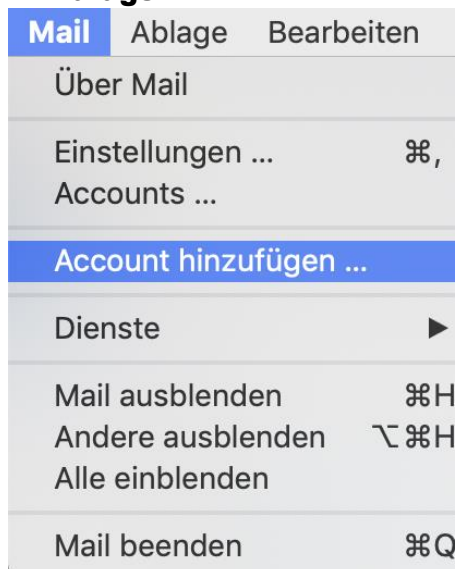 Mail Ablage Bearbeiten
Über Mail
Einstellungen ... ⌘,
Accounts ...
Account hinzufügen ...
Dienste ▶
Mail ausblenden ⌘H
Andere ausblenden ⌥⌘H
Alle einblenden
Mail beenden ⌘Q